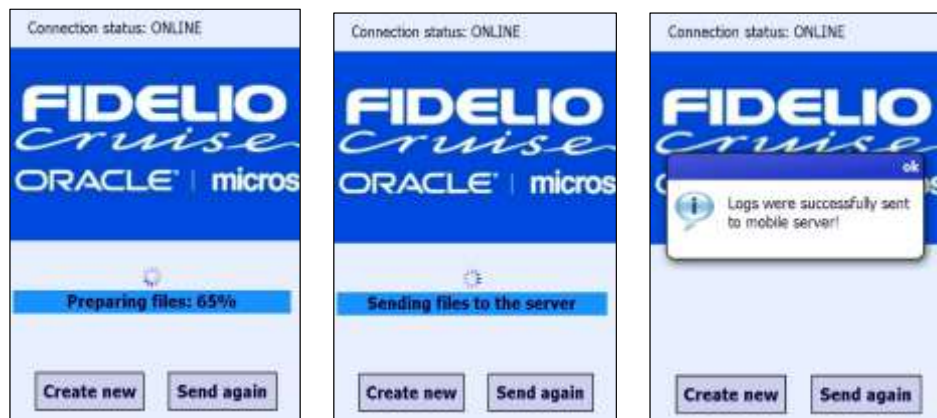 Connection status: ONLINE
FIDELIO
Cruise
ORACLE | micros
Preparing files: 65%
Create new
Send again
Connection status: ONLINE
FIDELIO
Cruise
ORACLE | micros
Sending files to the server
Create new
Send again
Connection status: ONLINE
FIDELIO
Cruise
ok
Logs were successfully sent
to mobile server!
Create new
Send again